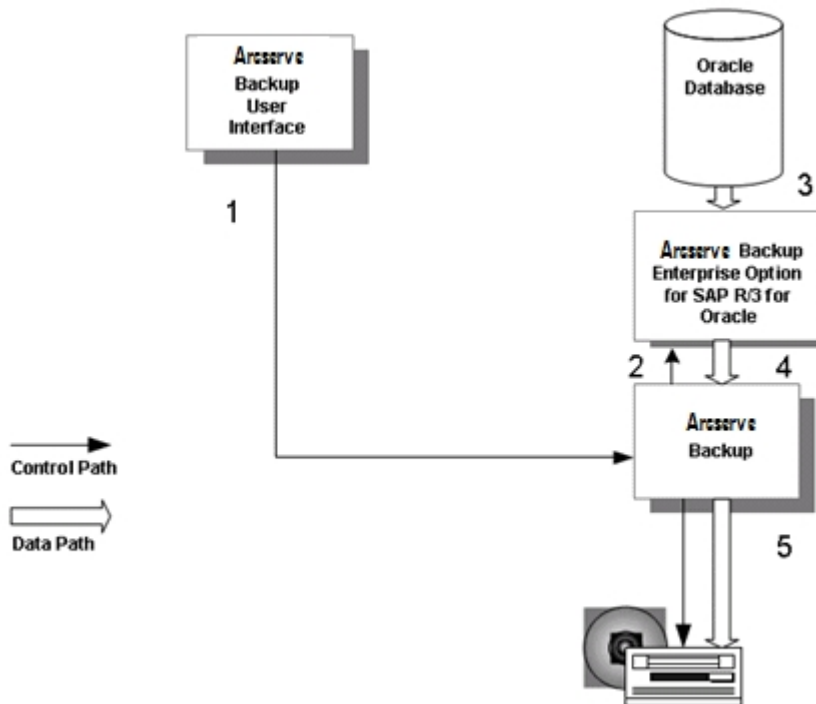 Arcserve
Backup
User
Interface
1
Oracle
Database
3
Arcserve Backup
Enterprise Option
for SAP R/3 for
Oracle
2
4
Arcserve
Backup
Control Path
Data Path
5